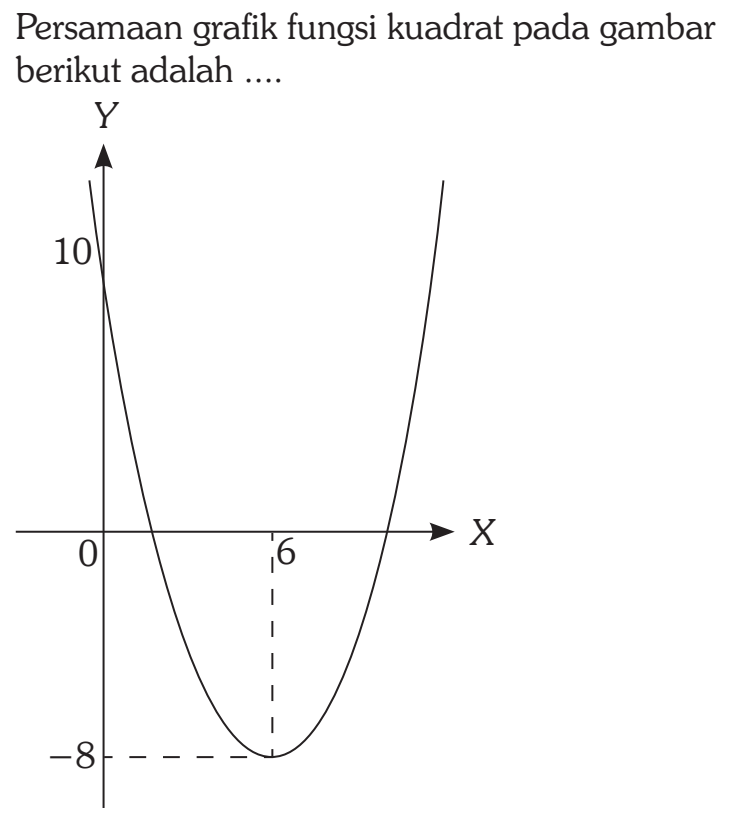 Persamaan grafik fungsi kuadrat pada gambar
berikut adalah ....
Y
10
0
6
X
−8